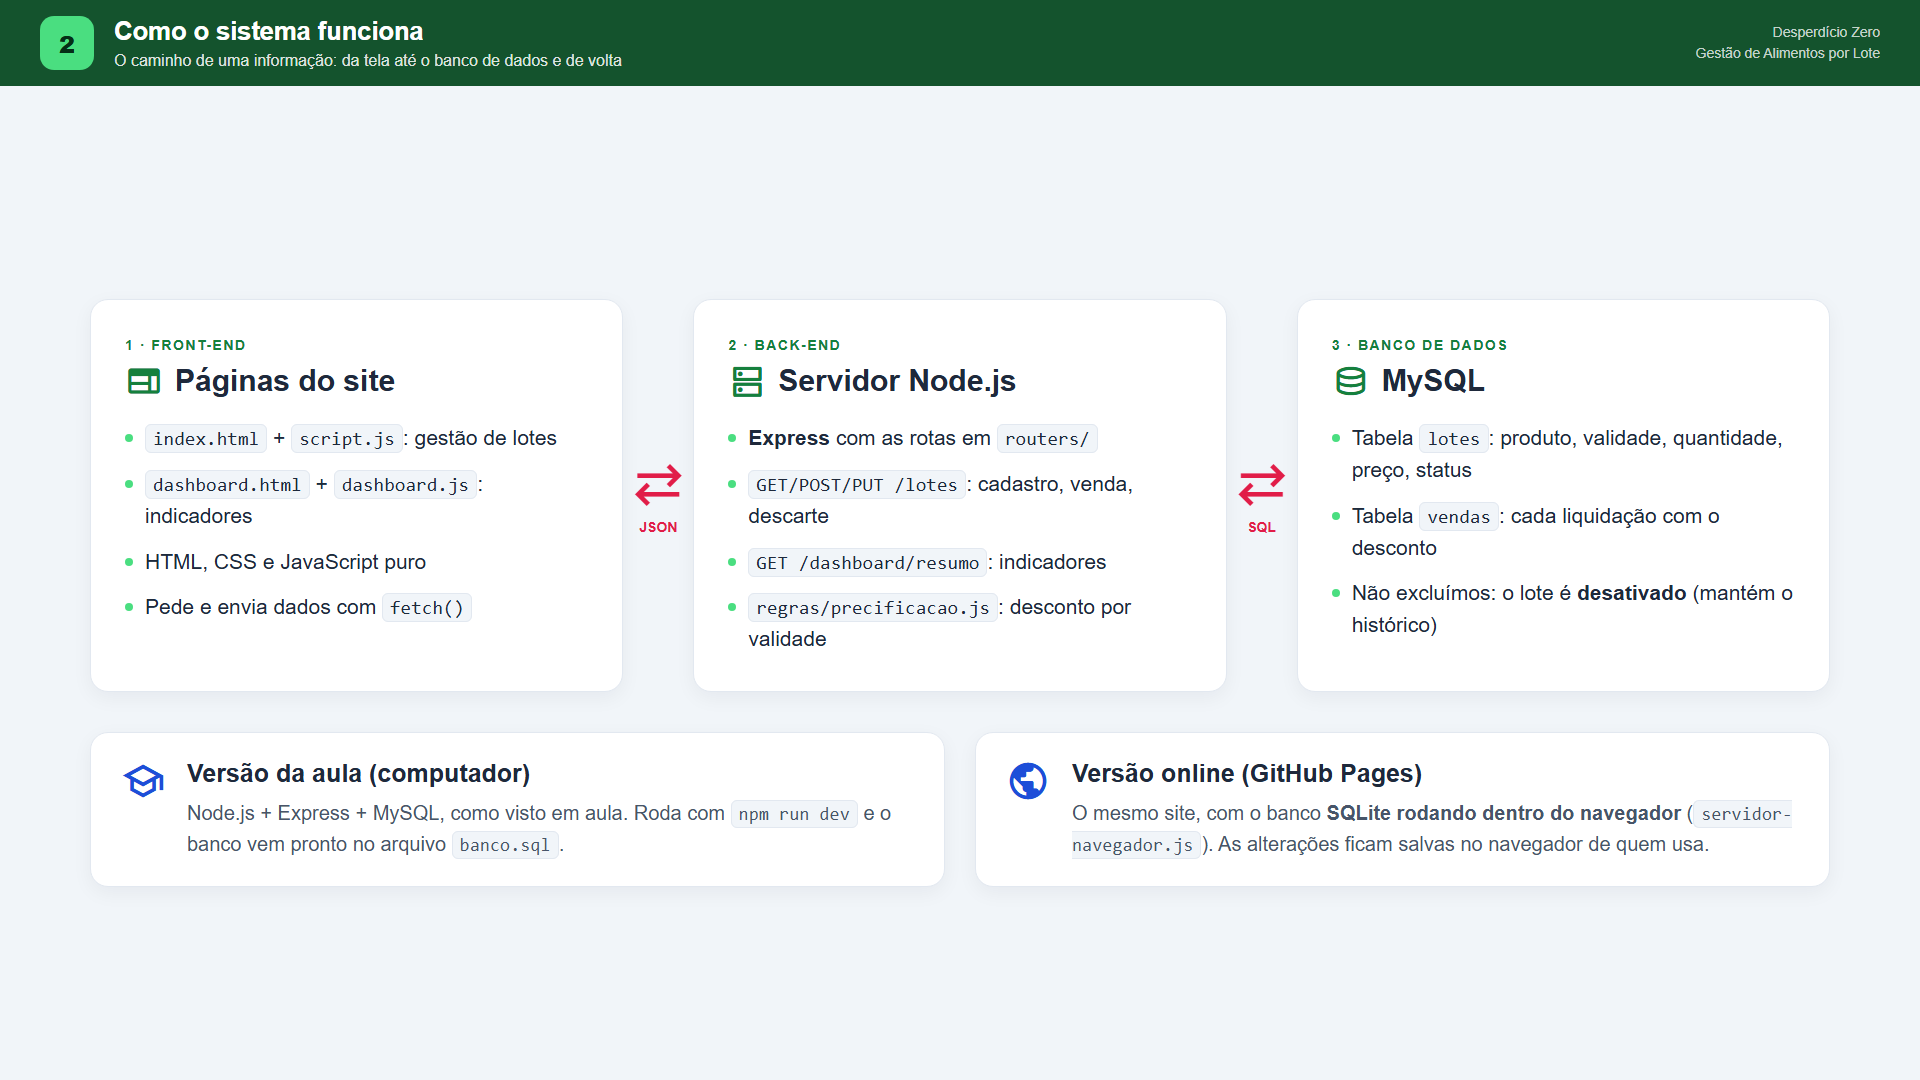 2
Como o sistema funciona
O caminho de uma informação: da tela até o banco de dados e de volta
Desperdício Zero
Gestão de Alimentos por Lote
1 · FRONT-END
Páginas do site
index.html + script.js: gestão de lotes
dashboard.html + dashboard.js:
indicadores
HTML, CSS e JavaScript puro
Pede e envia dados com fetch()
JSON
2 · BACK-END
Servidor Node.js
Express com as rotas em routers/
GET/POST/PUT /lotes: cadastro, venda,
descarte
GET /dashboard/resumo: indicadores
regras/precificacao.js: desconto por
validade
SQL
3 · BANCO DE DADOS
MySQL
Tabela lotes: produto, validade, quantidade,
preço, status
Tabela vendas: cada liquidação com o
desconto
Não excluímos: o lote é desativado (mantém o
histórico)
Versão da aula (computador)
Node.js + Express + MySQL, como visto em aula. Roda com npm run dev e o
banco vem pronto no arquivo banco.sql.
Versão online (GitHub Pages)
O mesmo site, com o banco SQLite rodando dentro do navegador (servidor-
navegador.js). As alterações ficam salvas no navegador de quem usa.